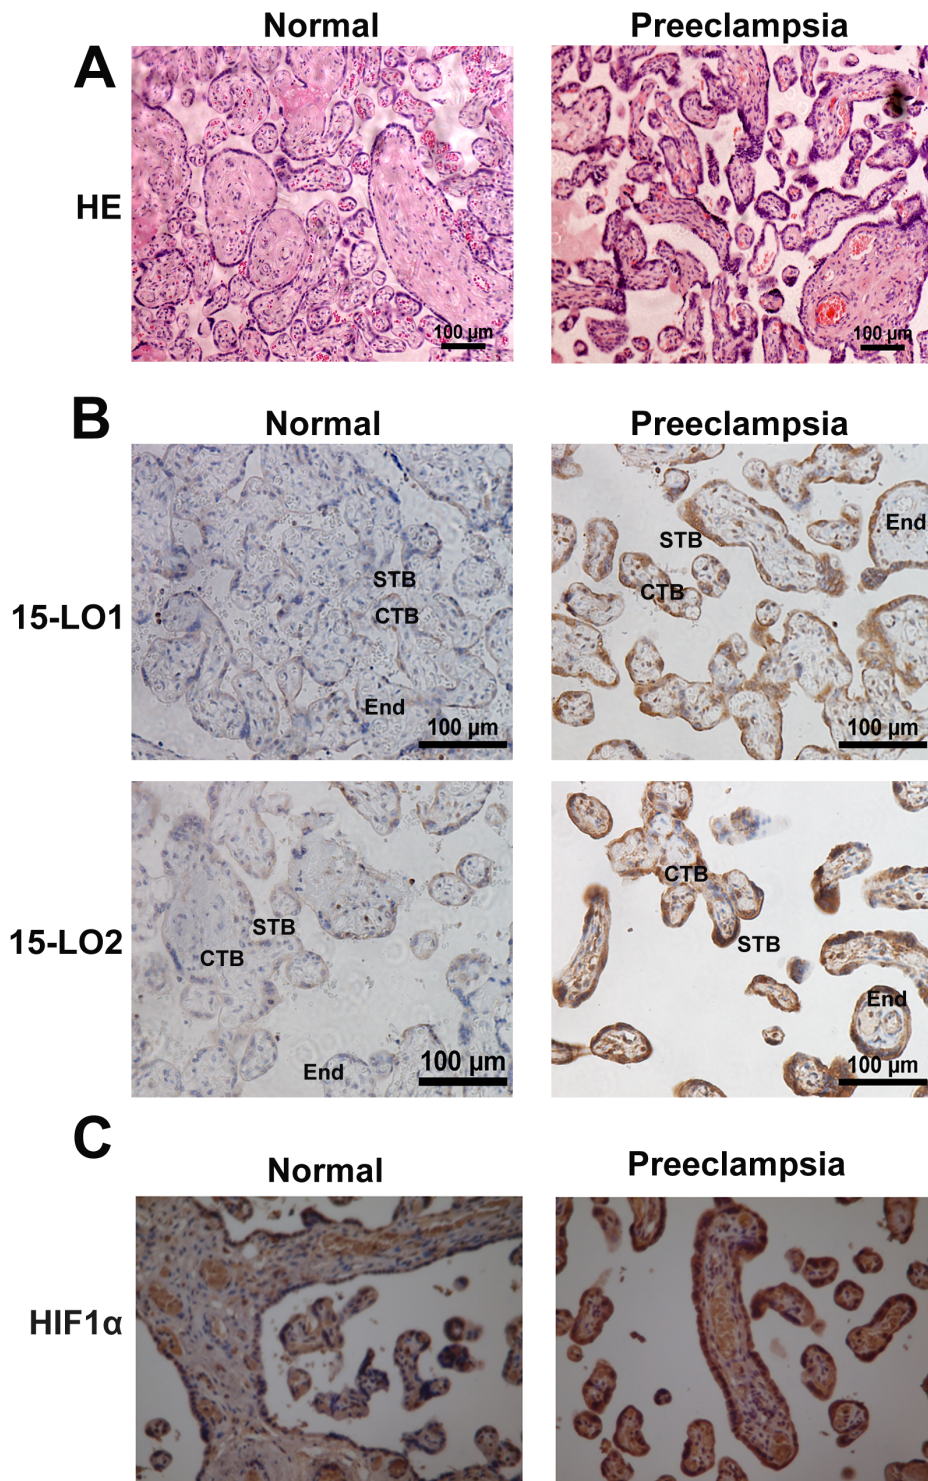 Normal
Preeclampsia
A
HE
100 µm
100 µm
B
Normal
Preeclampsia
15-LO1
STB
CTB
End
100 µm
STB
CTB
End
100 µm
15-LO2
STB
CTB
End
100 µm
CTB
STB
End
100 µm
C
Normal
Preeclampsia
HIF1α